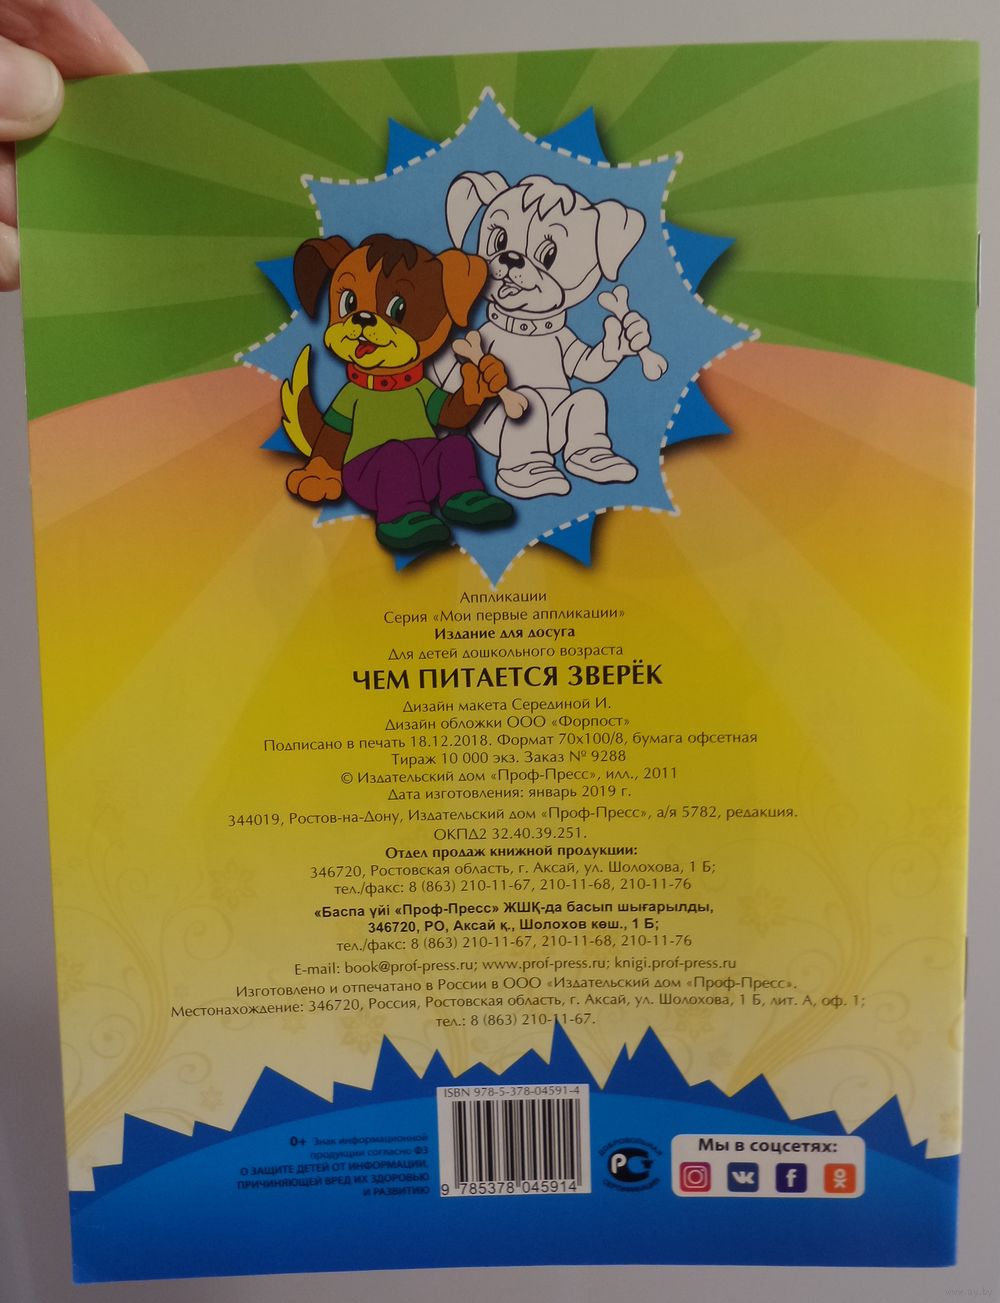 Аппликации
Серия «Мои первые аппликации»
Издание для досуга
Для детей дошкольного возраста
ЧЕМ ПИТАЕТСЯ ЗВЕРЁК
Дизайн макета Серединой И.
Дизайн обложки ООО «Форпост»
Подписано в печать 18.12.2018. Формат 70х100/8, бумага офсетная
Тираж 10 000 экз. Заказ № 9288
© Издательский дом «Проф-Пресс», илл., 2011
Дата изготовления: январь 2019 г.
344019, Ростов-на-Дону, Издательский дом «Проф-Пресс», а/я 5782, редакция.
ОКПД2 32.40.39.251.
Отдел продаж книжной продукции:
346720, Ростовская область, г. Аксай, ул. Шолохова, 1 Б;
тел./факс: 8 (863) 210-11-67, 210-11-68, 210-11-76
«Баспа үйі «Проф-Пресс» ЖШҚ-да басып шығарылды,
346720, РО, Аксай қ., Шолохов көш., 1 Б;
тел./факс: 8 (863) 210-11-67, 210-11-68, 210-11-76
E-mail: book@prof-press.ru; www.prof-press.ru; knigi.prof-press.ru
Изготовлено и отпечатано в России в ООО «Издательский дом «Проф-Пресс».
Местонахождение: 346720, Россия, Ростовская область, г. Аксай, ул. Шолохова, 1 Б, лит. А, оф. 1;
тел.: 8 (863) 210-11-67.
ISBN 978-5-378-04591-4
9 785378 045914
0+ Знак информационной
продукции согласно ФЗ
О ЗАЩИТЕ ДЕТЕЙ ОТ ИНФОРМАЦИИ,
ПРИЧИНЯЮЩЕЙ ВРЕД ИХ ЗДОРОВЬЮ
И РАЗВИТИЮ
ДОБРОВОЛЬНАЯ
СЕРТИФИКАЦИЯ
Мы в соцсетях:
www.ay.by